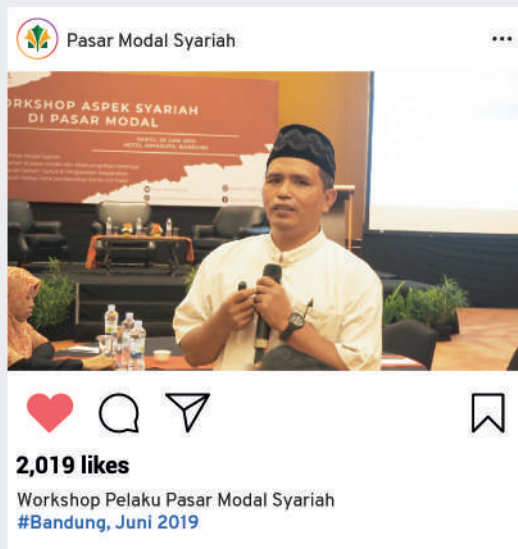 Pasar Modal Syariah
ORKSHOP ASPEK SYARIAH
DI PASAR MODAL
2,019 likes
Workshop Pelaku Pasar Modal Syariah
#Bandung, Juni 2019